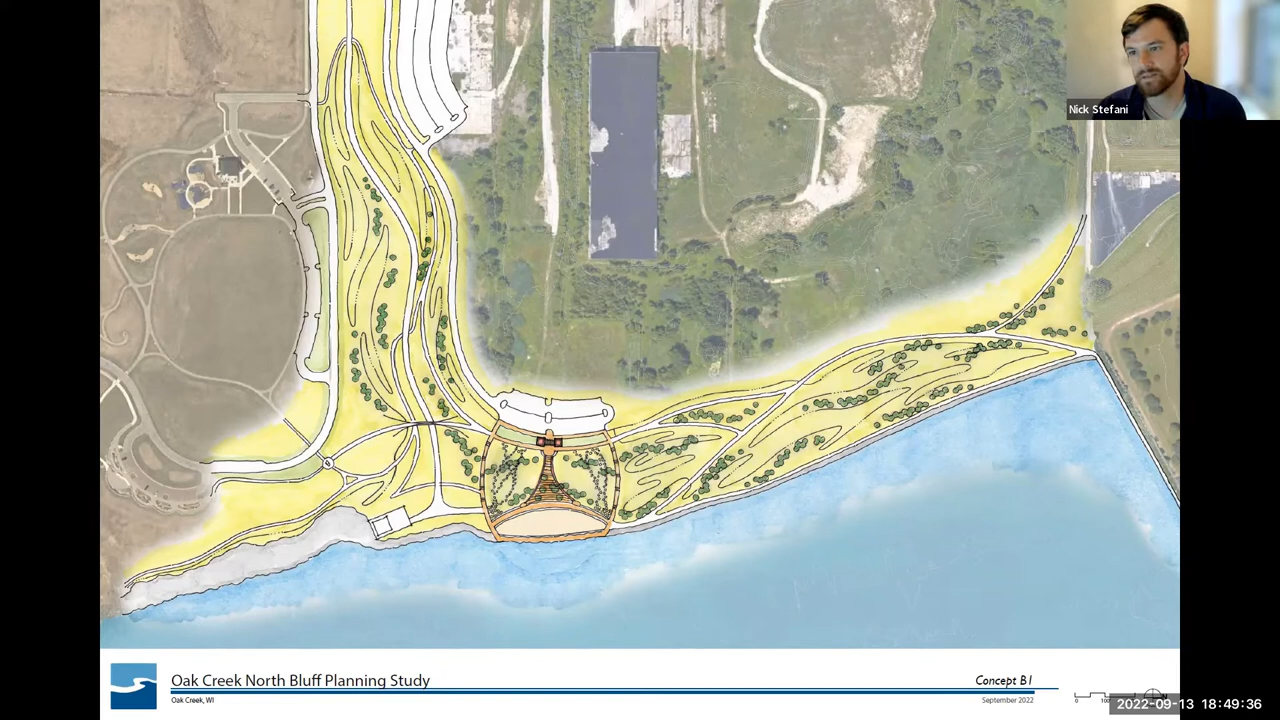 Nick Stefani
Oak Creek North Bluff Planning Study
Concept B1
Oak Creek, WI
September 2022
0
2022-09-13 18:49:36